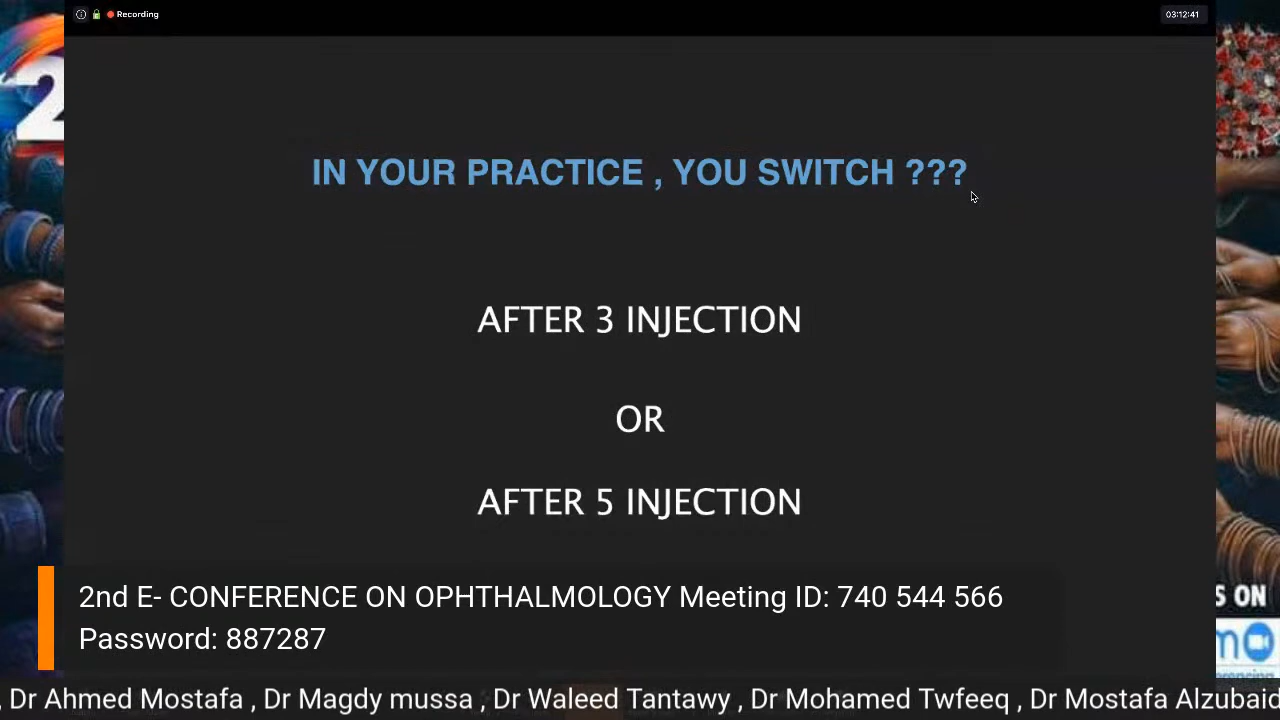 Recording
03:12:41
2
IN YOUR PRACTICE , YOU SWITCH ???
AFTER 3 INJECTION
OR
AFTER 5 INJECTION
2nd E- CONFERENCE ON OPHTHALMOLOGY Meeting ID: 740 544 566
Password: 887287
S ON
m
, Dr Ahmed Mostafa , Dr Magdy mussa , Dr Waleed Tantawy , Dr Mohamed Twfeeq , Dr Mostafa Alzubaid